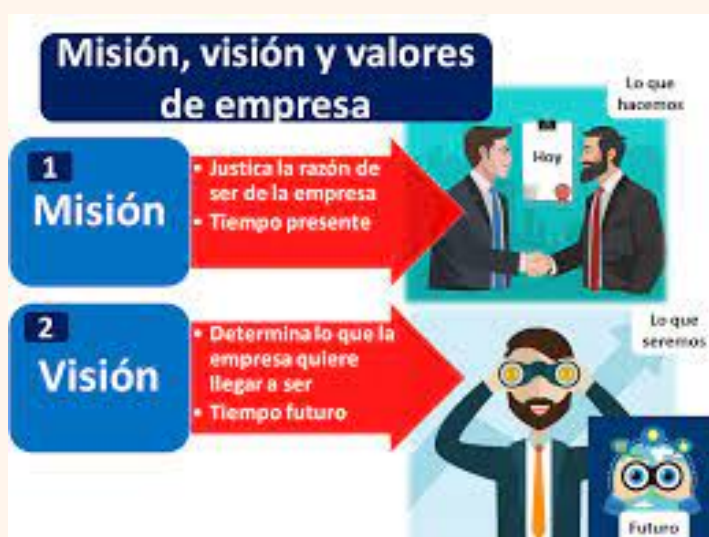 Misión, visión y valores
de empresa
Lo que
hacemos
Hoy
1
Misión
• Justica la razón de
ser de la empresa
• Tiempo presente
2
Visión
• Determina lo que la
empresa quiere
llegar a ser
• Tiempo futuro
Lo que
seremos
Futuro